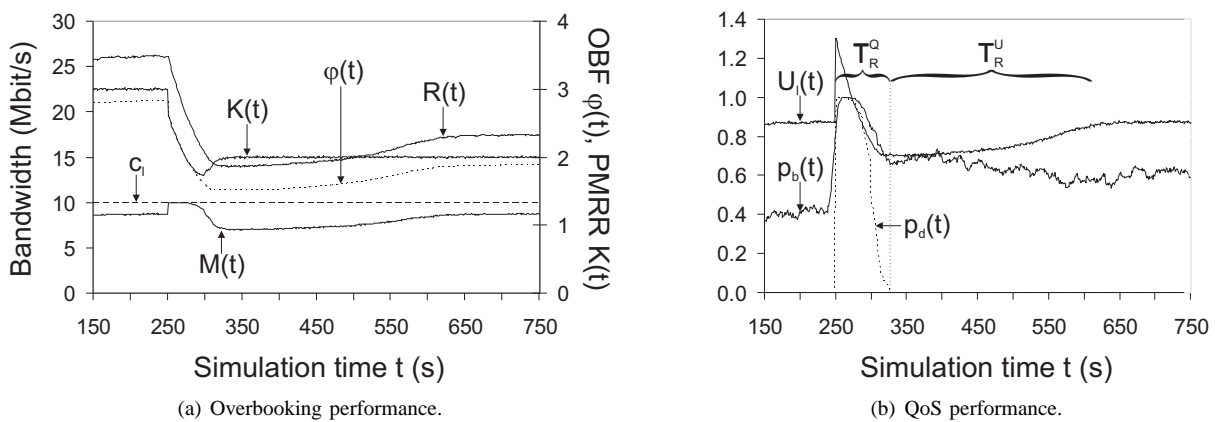 Bandwidth (Mbit/s)
30
25
20
15
10
5
0
4
3
2
1
0
OBF φ(t), PMRR K(t)
φ(t)
K(t)
R(t)
c_l
M(t)
150 250 350 450 550 650 750
Simulation time t (s)
(a) Overbooking performance.
1.4
1.2
1.0
0.8
0.6
0.4
0.2
0.0
T_R^Q
T_R^U
U_l(t)
p_b(t)
p_d(t)
150 250 350 450 550 650 750
Simulation time t (s)
(b) QoS performance.